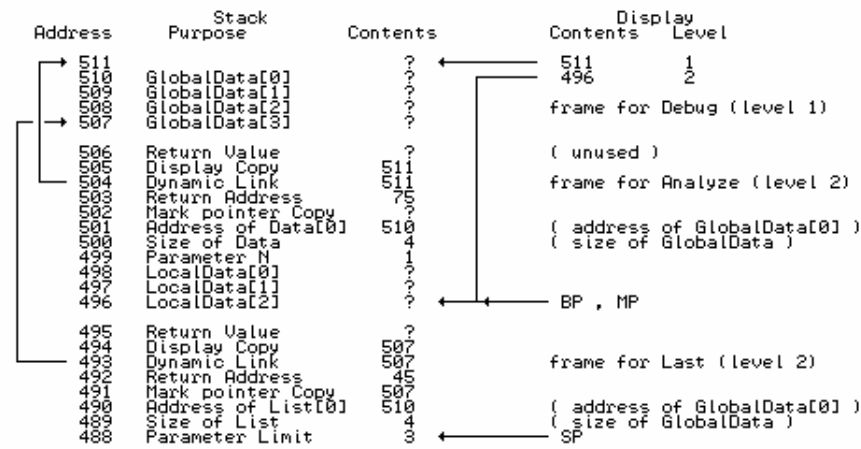 Stack Display
Address Purpose Contents Contents Level
511 ? 511 1
510 GlobalData[0] ? 496 2
509 GlobalData[1] ?
508 GlobalData[2] ? frame for Debug (level 1)
507 GlobalData[3] ?
506 Return Value ? ( unused )
505 Display Copy 511
504 Dynamic Link 511 frame for Analyze (level 2)
503 Return Address 75
502 Mark pointer Copy ?
501 Address of Data[0] 510 ( address of GlobalData[0] )
500 Size of Data 4 ( size of GlobalData )
499 Parameter N 1
498 LocalData[0] ?
497 LocalData[1] ?
496 LocalData[2] ? BP , MP
495 Return Value ?
494 Display Copy 507
493 Dynamic Link 507 frame for Last (level 2)
492 Return Address 45
491 Mark pointer Copy 507
490 Address of List[0] 510 ( address of GlobalData[0] )
489 Size of List 4 ( size of GlobalData )
488 Parameter Limit 3 SP